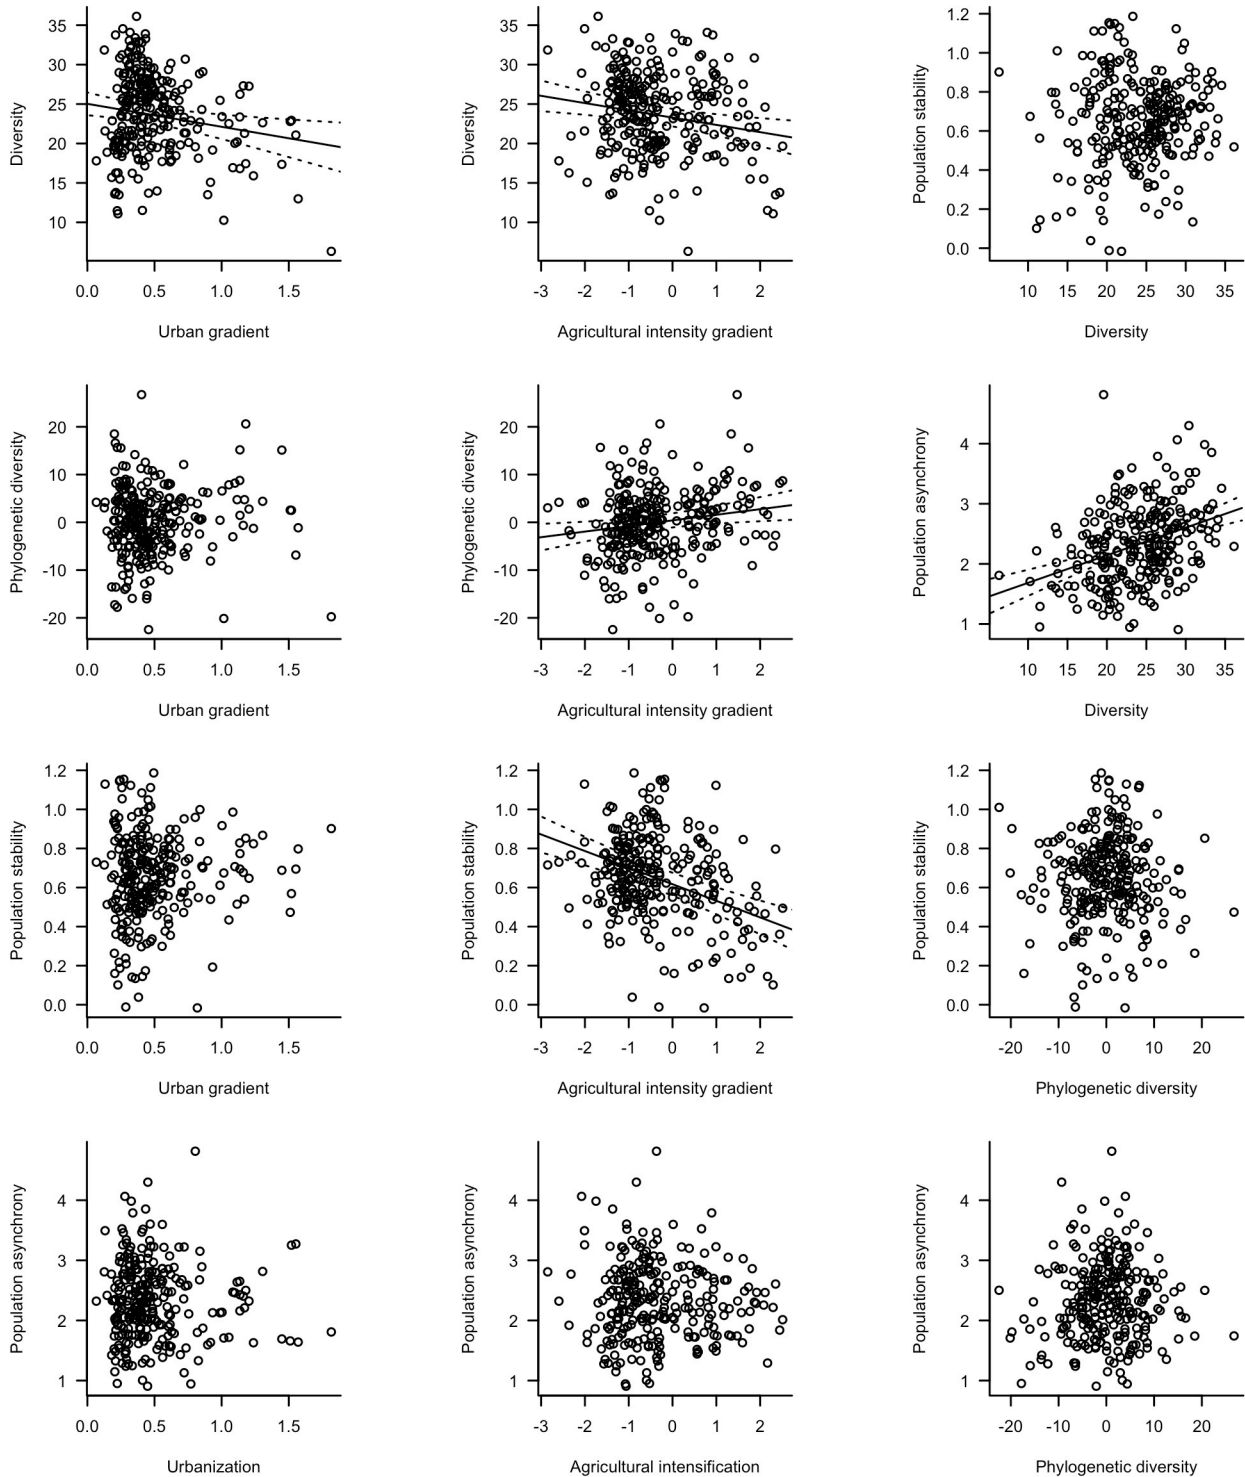 Diversity
35
30
25
20
15
10
0.0 0.5 1.0 1.5
Urban gradient
Diversity
35
30
25
20
15
10
-3 -2 -1 0 1 2
Agricultural intensity gradient
Population stability
1.2
1.0
0.8
0.6
0.4
0.2
0.0
10 15 20 25 30 35
Diversity
Phylogenetic diversity
20
10
0
-10
-20
0.0 0.5 1.0 1.5
Urban gradient
Phylogenetic diversity
20
10
0
-10
-20
-3 -2 -1 0 1 2
Agricultural intensity gradient
Population asynchrony
4
3
2
1
10 15 20 25 30 35
Diversity
Population stability
1.2
1.0
0.8
0.6
0.4
0.2
0.0
0.0 0.5 1.0 1.5
Urban gradient
Population stability
1.2
1.0
0.8
0.6
0.4
0.2
0.0
-3 -2 -1 0 1 2
Agricultural intensity gradient
Population stability
1.2
1.0
0.8
0.6
0.4
0.2
0.0
-20 -10 0 10 20
Phylogenetic diversity
Population asynchrony
4
3
2
1
0.0 0.5 1.0 1.5
Urbanization
Population asynchrony
4
3
2
1
-3 -2 -1 0 1 2
Agricultural intensification
Population asynchrony
4
3
2
1
-20 -10 0 10 20
Phylogenetic diversity